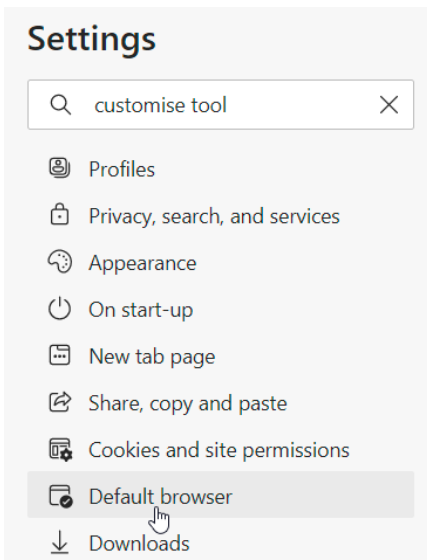 Settings
customise tool
Profiles
Privacy, search, and services
Appearance
On start-up
New tab page
Share, copy and paste
Cookies and site permissions
Default browser
Downloads